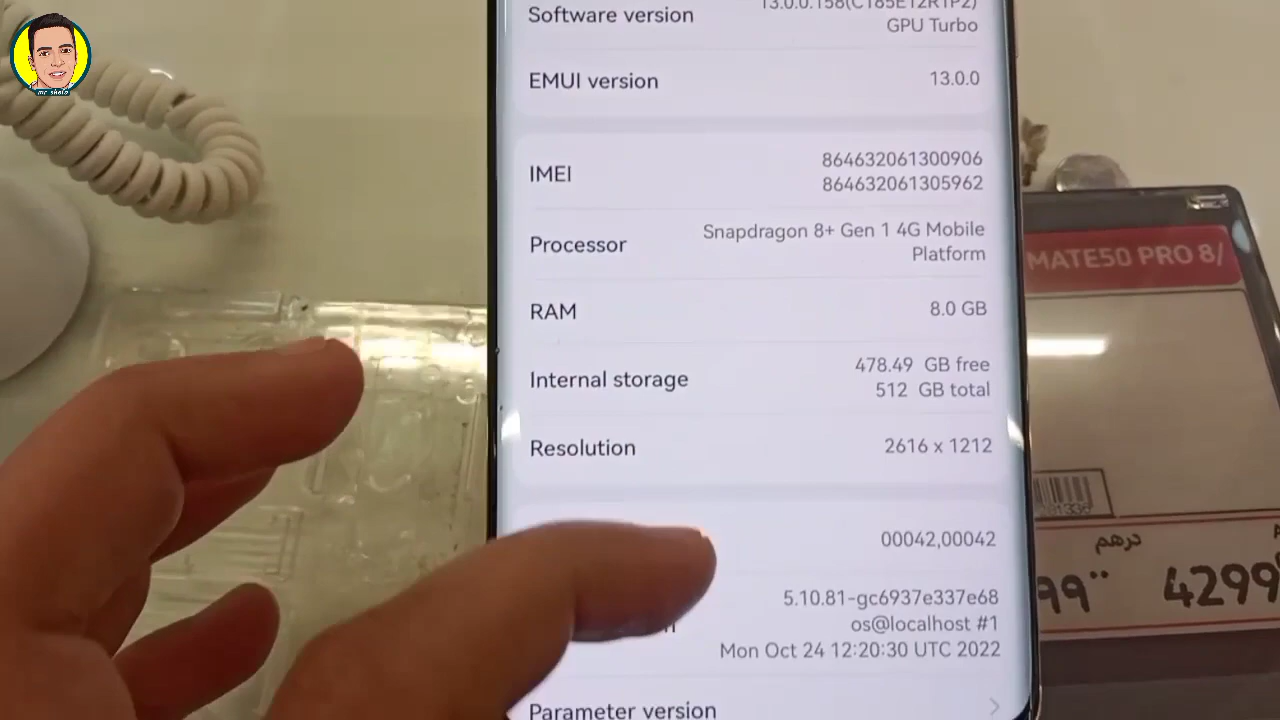 mr shelo
Software version
13.0.0.158(C185E12R1P2)
GPU Turbo
EMUI version
13.0.0
IMEI
864632061300906
864632061305962
Processor
Snapdragon 8+ Gen 1 4G Mobile
Platform
RAM
8.0 GB
Internal storage
478.49 GB free
512 GB total
Resolution
2616 x 1212
00042,00042
5.10.81-gc6937e337e68
os@localhost #1
Mon Oct 24 12:20:30 UTC 2022
Parameter version
MATE50 PRO 8/
درهم
99
4299